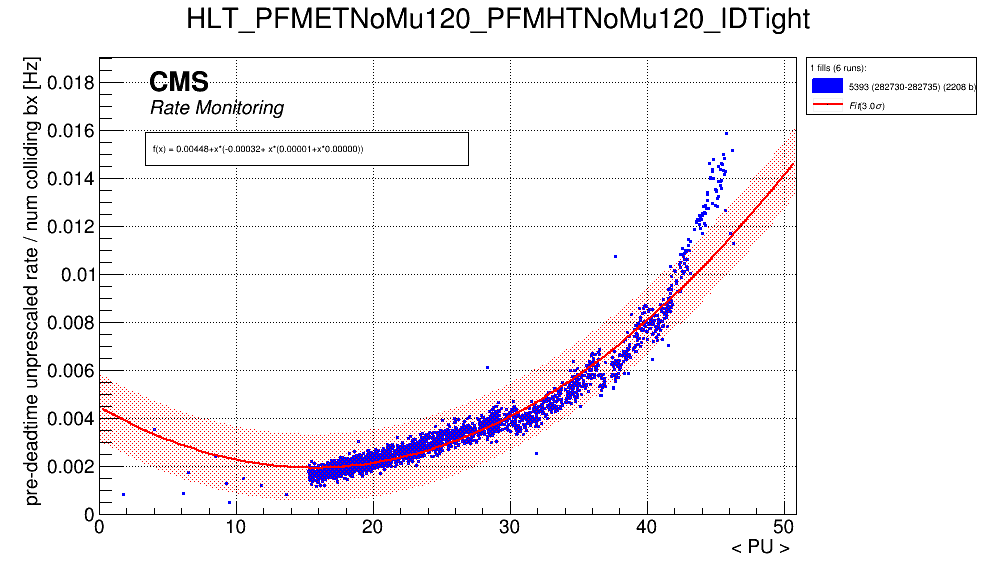 HLT_PFMETNoMu120_PFMHTNoMu120_IDTight
CMS
Rate Monitoring
f(x) = 0.00448+x*(-0.00032+ x*(0.00001+x*0.00000))
pre-deadtime unprescaled rate / num colliding bx [Hz]
0.018
0.016
0.014
0.012
0.01
0.008
0.006
0.004
0.002
0
0 10 20 30 40 50
< PU >
1 fills (6 runs):
5393 (282730-282735) (2208 b)
Fit(3.0σ)